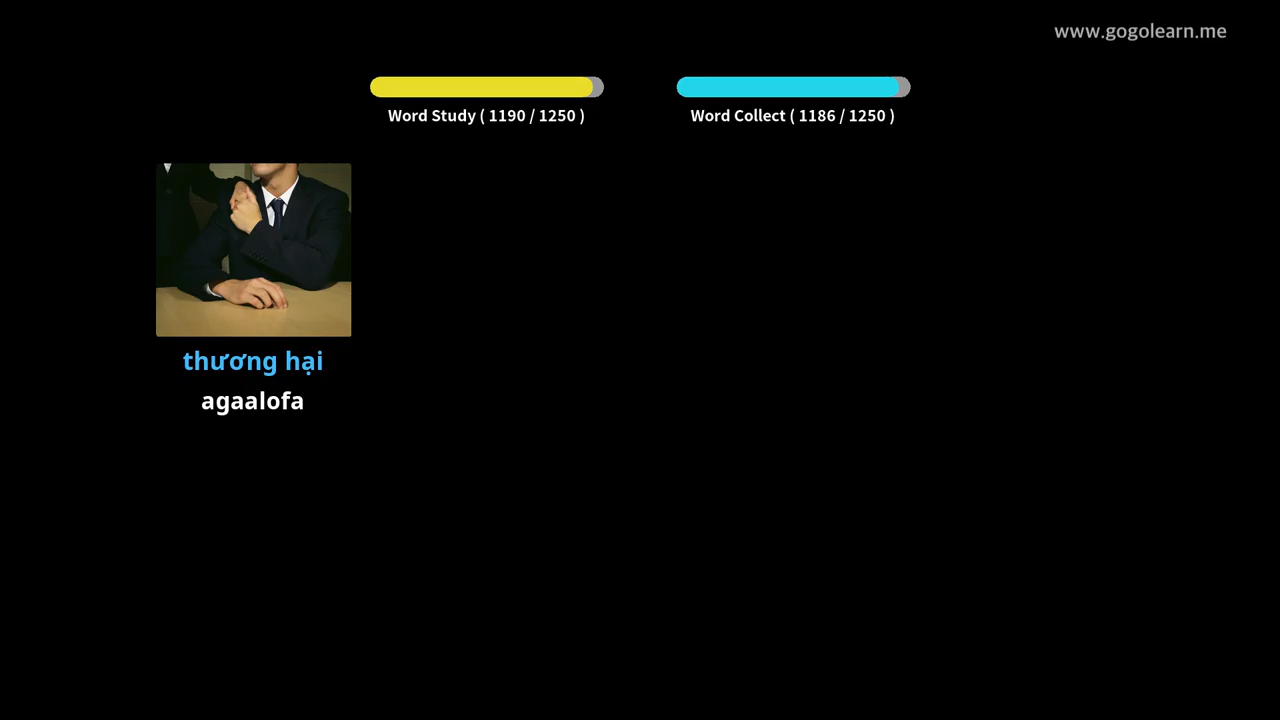 www.gogolearn.me
Word Study ( 1190 / 1250 )
Word Collect ( 1186 / 1250 )
thương hại
agaalofa